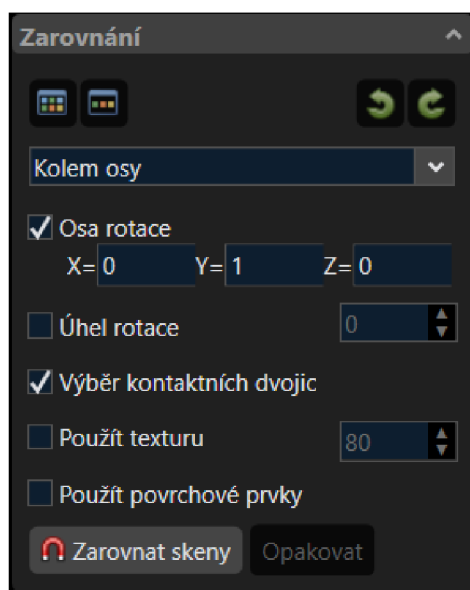 Zarovnání
Kolem osy
Osa rotace
X= 0 Y= 1 Z= 0
Úhel rotace 0
Výběr kontaktních dvojic
Použít texturu 80
Použít povrchové prvky
Zarovnat skeny Opakovat